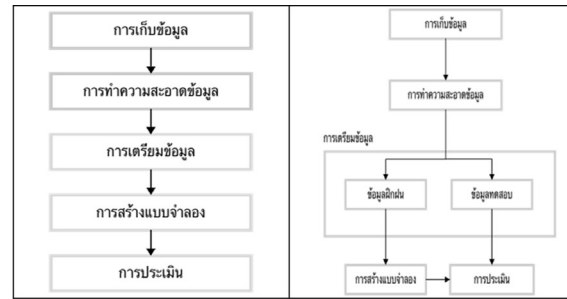 การเก็บข้อมูล
การทำความสะอาดข้อมูล
การเตรียมข้อมูล
การสร้างแบบจำลอง
การประเมิน
การเก็บข้อมูล
การทำความสะอาดข้อมูล
การเตรียมข้อมูล
ข้อมูลฝึกฝน
ข้อมูลทดสอบ
การสร้างแบบจำลอง
การประเมิน